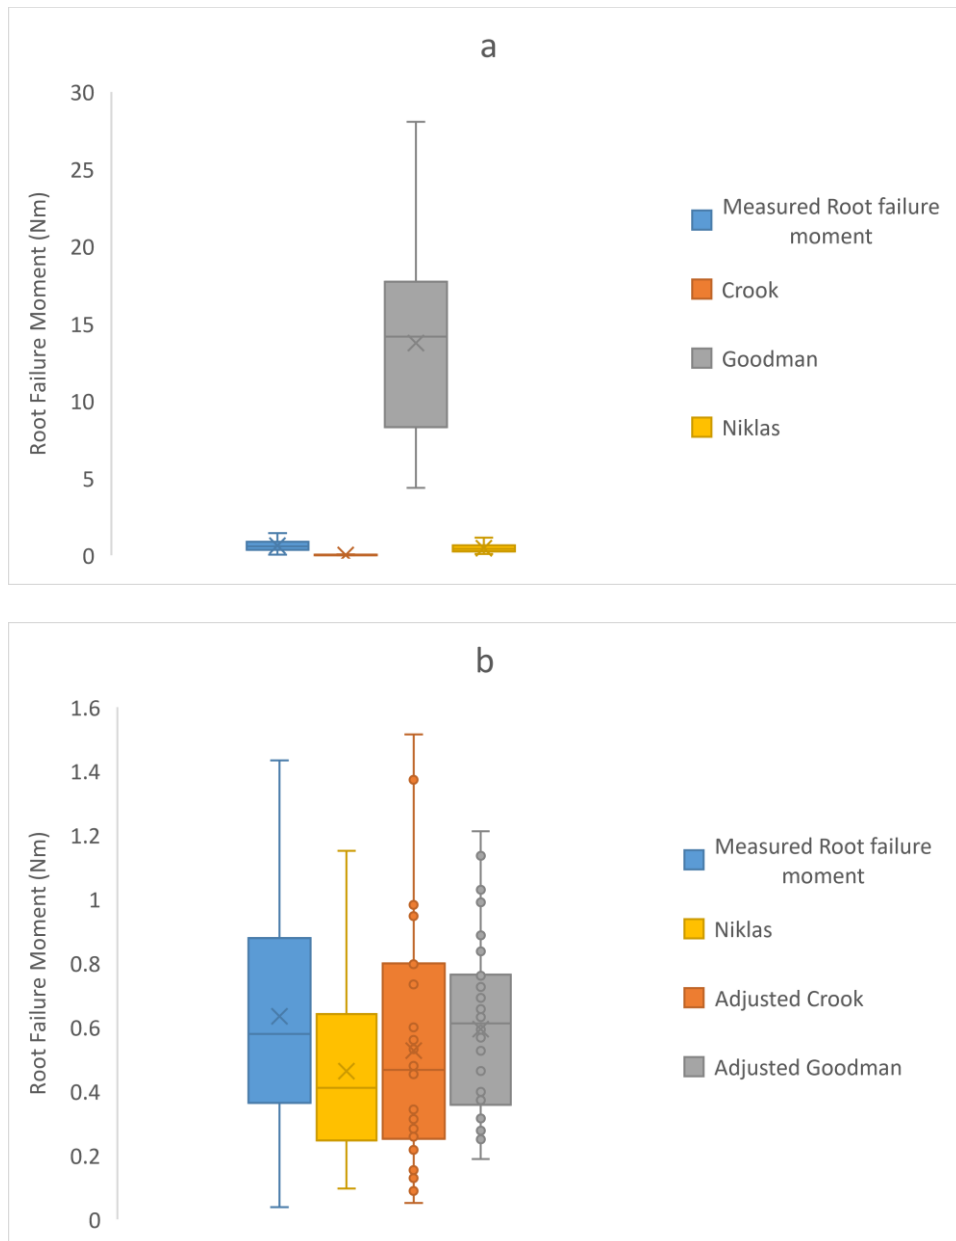 a
30
25
20
15
10
5
0
Root Failure Moment (Nm)
Measured Root failure
moment
Crook
Goodman
Niklas
b
1.6
1.4
1.2
1
0.8
0.6
0.4
0.2
0
Root Failure Moment (Nm)
Measured Root failure
moment
Niklas
Adjusted Crook
Adjusted Goodman